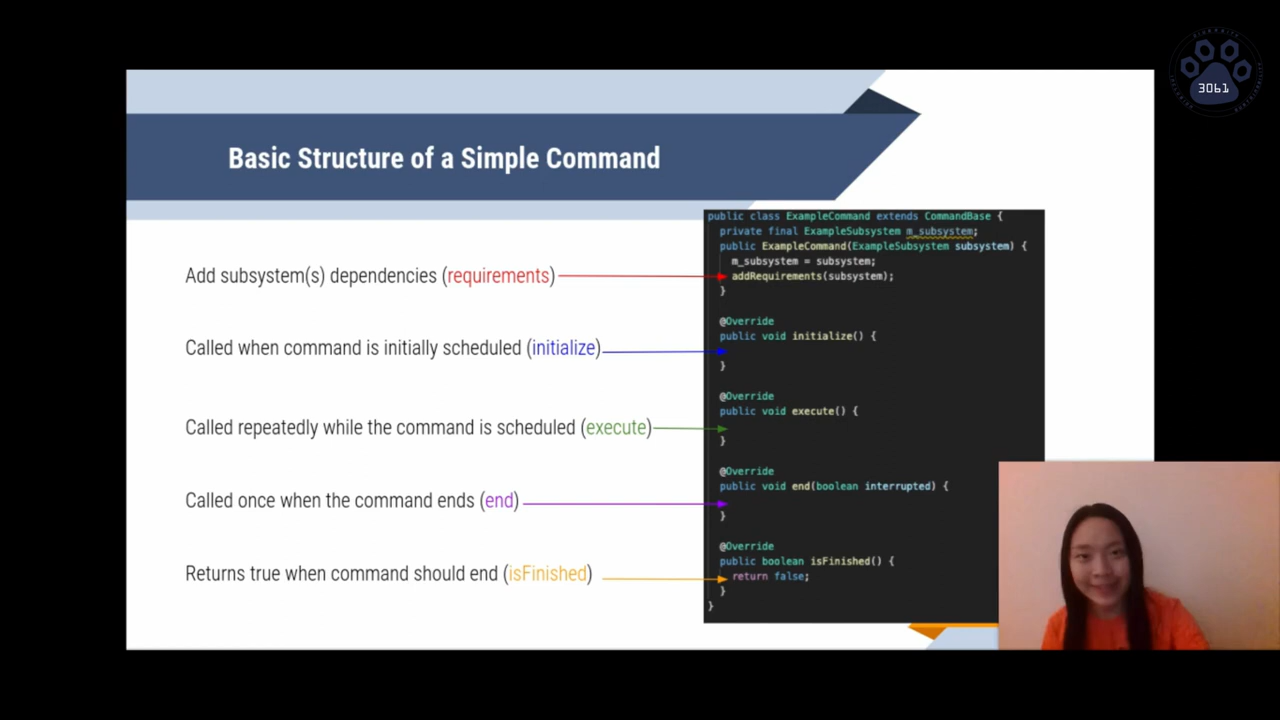 3061
Basic Structure of a Simple Command
Add subsystem(s) dependencies (requirements)
Called when command is initially scheduled (initialize)
Called repeatedly while the command is scheduled (execute)
Called once when the command ends (end)
Returns true when command should end (isFinished)
public class ExampleCommand extends CommandBase {
private final ExampleSubsystem m_subsystem;
public ExampleCommand(ExampleSubsystem subsystem) {
m_subsystem = subsystem;
addRequirements(subsystem);
}
@Override
public void initialize() {
}
@Override
public void execute() {
}
@Override
public void end(boolean interrupted) {
}
@Override
public boolean isFinished() {
return false;
}
}